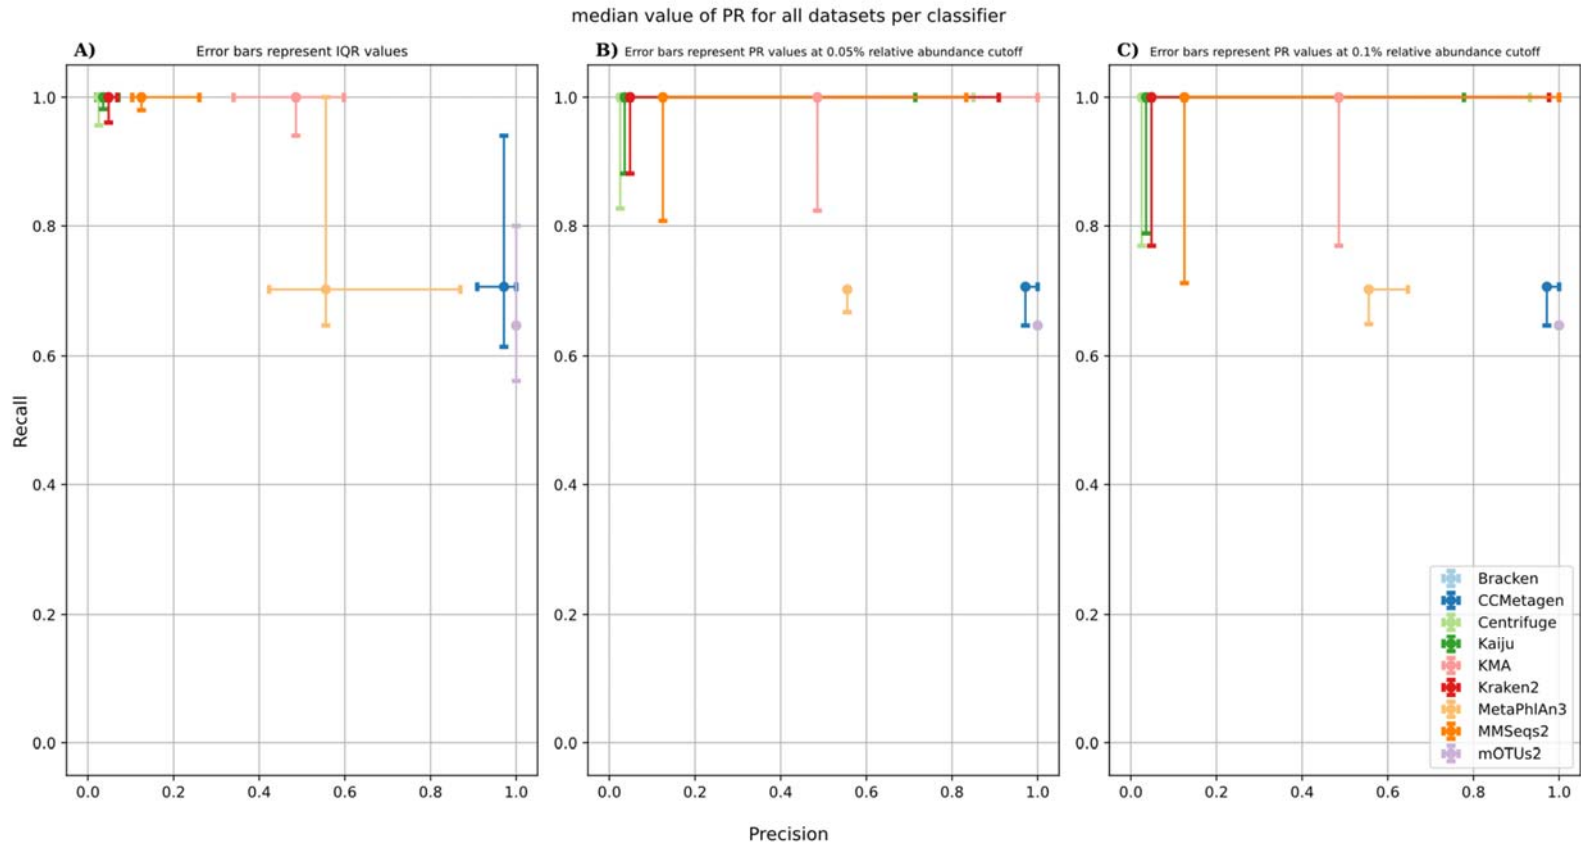 median value of PR for all datasets per classifier
A) Error bars represent IQR values
B) Error bars represent PR values at 0.05% relative abundance cutoff
C) Error bars represent PR values at 0.1% relative abundance cutoff
Recall
1.0
0.8
0.6
0.4
0.2
0.0
0.0 0.2 0.4 0.6 0.8 1.0
1.0
0.8
0.6
0.4
0.2
0.0
0.0 0.2 0.4 0.6 0.8 1.0
1.0
0.8
0.6
0.4
0.2
0.0
0.0 0.2 0.4 0.6 0.8 1.0
Bracken
CCMetagen
Centrifuge
Kaiju
KMA
Kraken2
MetaPhlAn3
MMSeqs2
mOTUs2
Precision